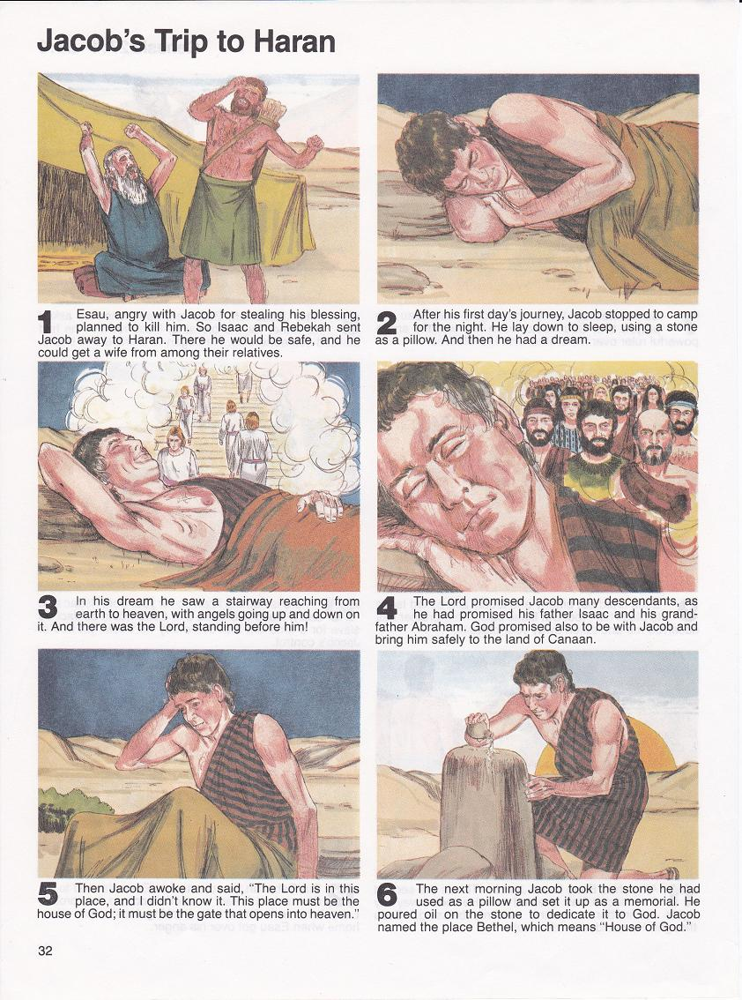 Jacob's Trip to Haran
1 Esau, angry with Jacob for stealing his blessing,
planned to kill him. So Isaac and Rebekah sent
Jacob away to Haran. There he would be safe, and he
could get a wife from among their relatives.
2 After his first day's journey, Jacob stopped to camp
for the night. He lay down to sleep, using a stone
as a pillow. And then he had a dream.
3 In his dream he saw a stairway reaching from
earth to heaven, with angels going up and down on
it. And there was the Lord, standing before him!
4 The Lord promised Jacob many descendants, as
he had promised his father Isaac and his grand-
father Abraham. God promised also to be with Jacob and
bring him safely to the land of Canaan.
5 Then Jacob awoke and said, “The Lord is in this
place, and I didn't know it. This place must be the
house of God; it must be the gate that opens into heaven.”
6 The next morning Jacob took the stone he had
used as a pillow and set it up as a memorial. He
poured oil on the stone to dedicate it to God. Jacob
named the place Bethel, which means “House of God.”
32